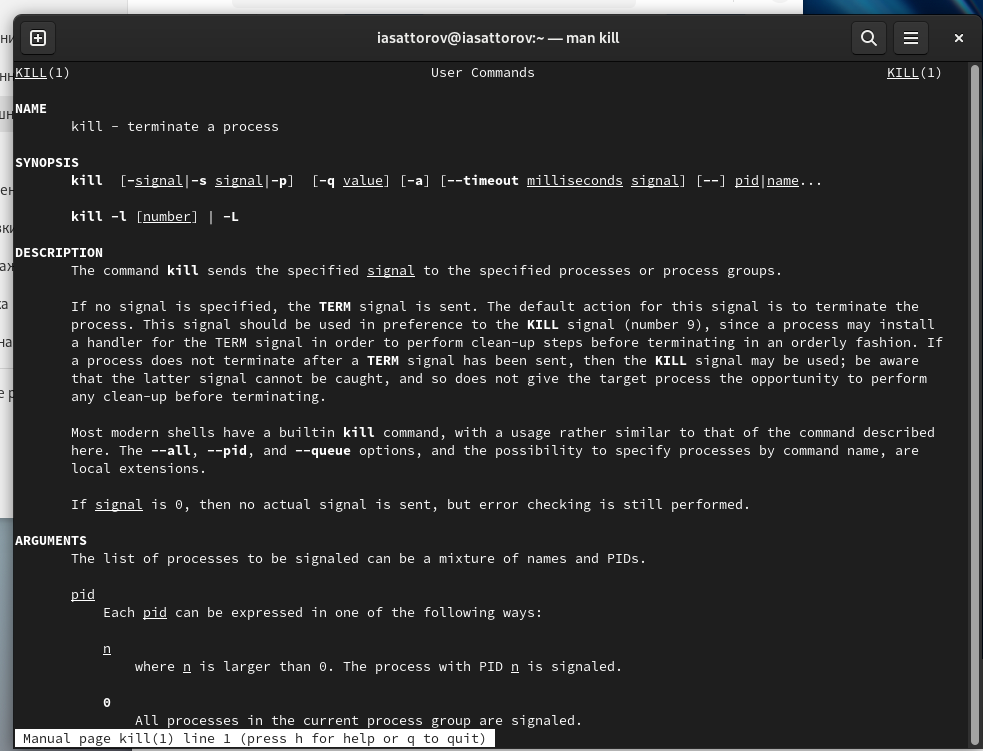 iasattorov@iasattorov:~ — man kill
KILL(1) User Commands KILL(1)
NAME
kill - terminate a process
SYNOPSIS
kill [-signal|-s signal|-p] [-q value] [-a] [--timeout milliseconds signal] [--] pid|name...
kill -l [number] | -L
DESCRIPTION
The command kill sends the specified signal to the specified processes or process groups.
If no signal is specified, the TERM signal is sent. The default action for this signal is to terminate the
process. This signal should be used in preference to the KILL signal (number 9), since a process may install
a handler for the TERM signal in order to perform clean-up steps before terminating in an orderly fashion. If
a process does not terminate after a TERM signal has been sent, then the KILL signal may be used; be aware
that the latter signal cannot be caught, and so does not give the target process the opportunity to perform
any clean-up before terminating.
Most modern shells have a builtin kill command, with a usage rather similar to that of the command described
here. The --all, --pid, and --queue options, and the possibility to specify processes by command name, are
local extensions.
If signal is 0, then no actual signal is sent, but error checking is still performed.
ARGUMENTS
The list of processes to be signaled can be a mixture of names and PIDs.
pid
Each pid can be expressed in one of the following ways:
n
where n is larger than 0. The process with PID n is signaled.
0
All processes in the current process group are signaled.
Manual page kill(1) line 1 (press h for help or q to quit)